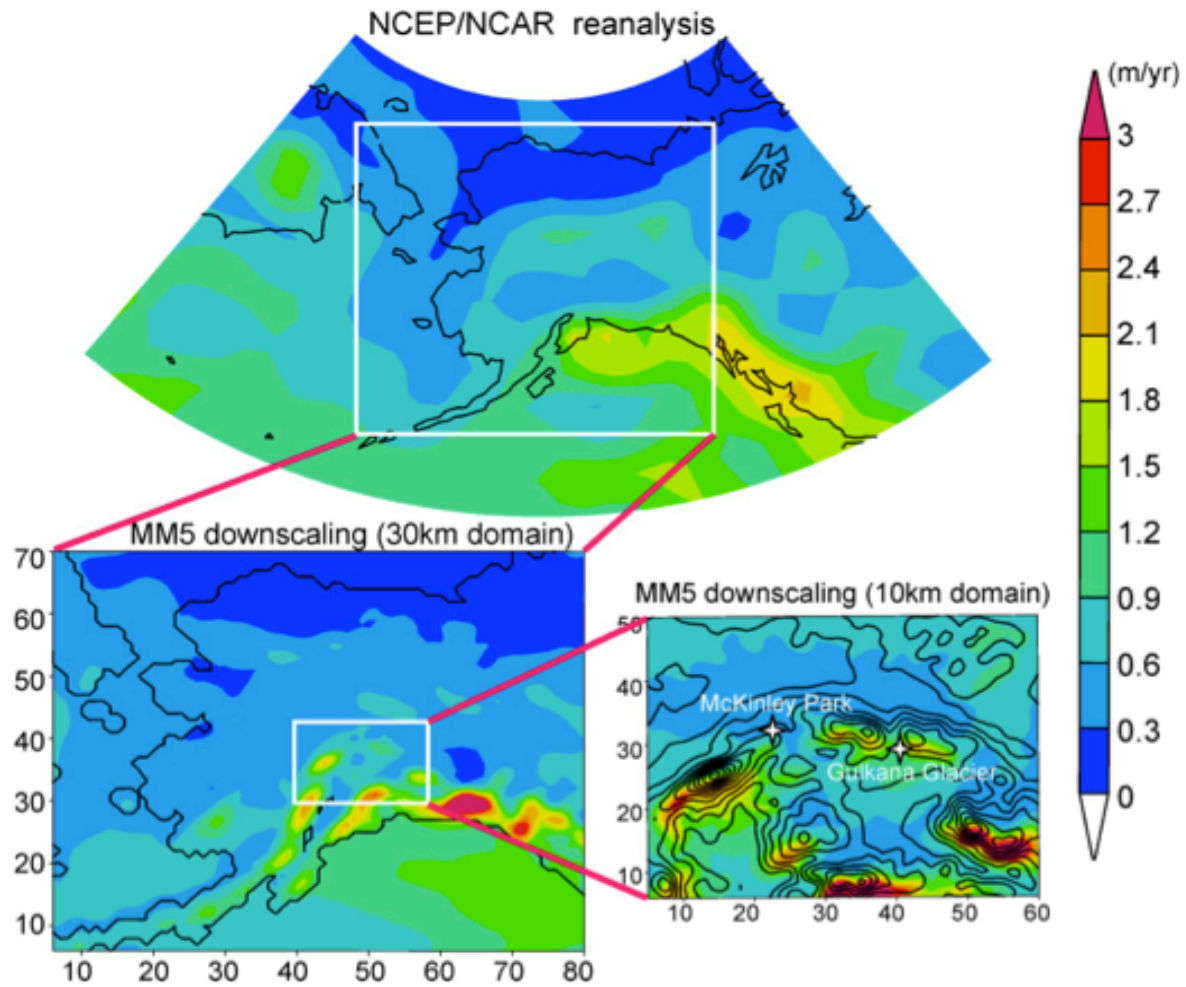 NCEP/NCAR reanalysis
(m/yr)
3
2.7
2.4
2.1
1.8
1.5
1.2
0.9
0.6
0.3
0
MM5 downscaling (30km domain)
70
60
50
40
30
20
10
10 20 30 40 50 60 70 80
MM5 downscaling (10km domain)
50
40
30
20
10
McKinley Park
Gulkana Glacier
10 20 30 40 50 60